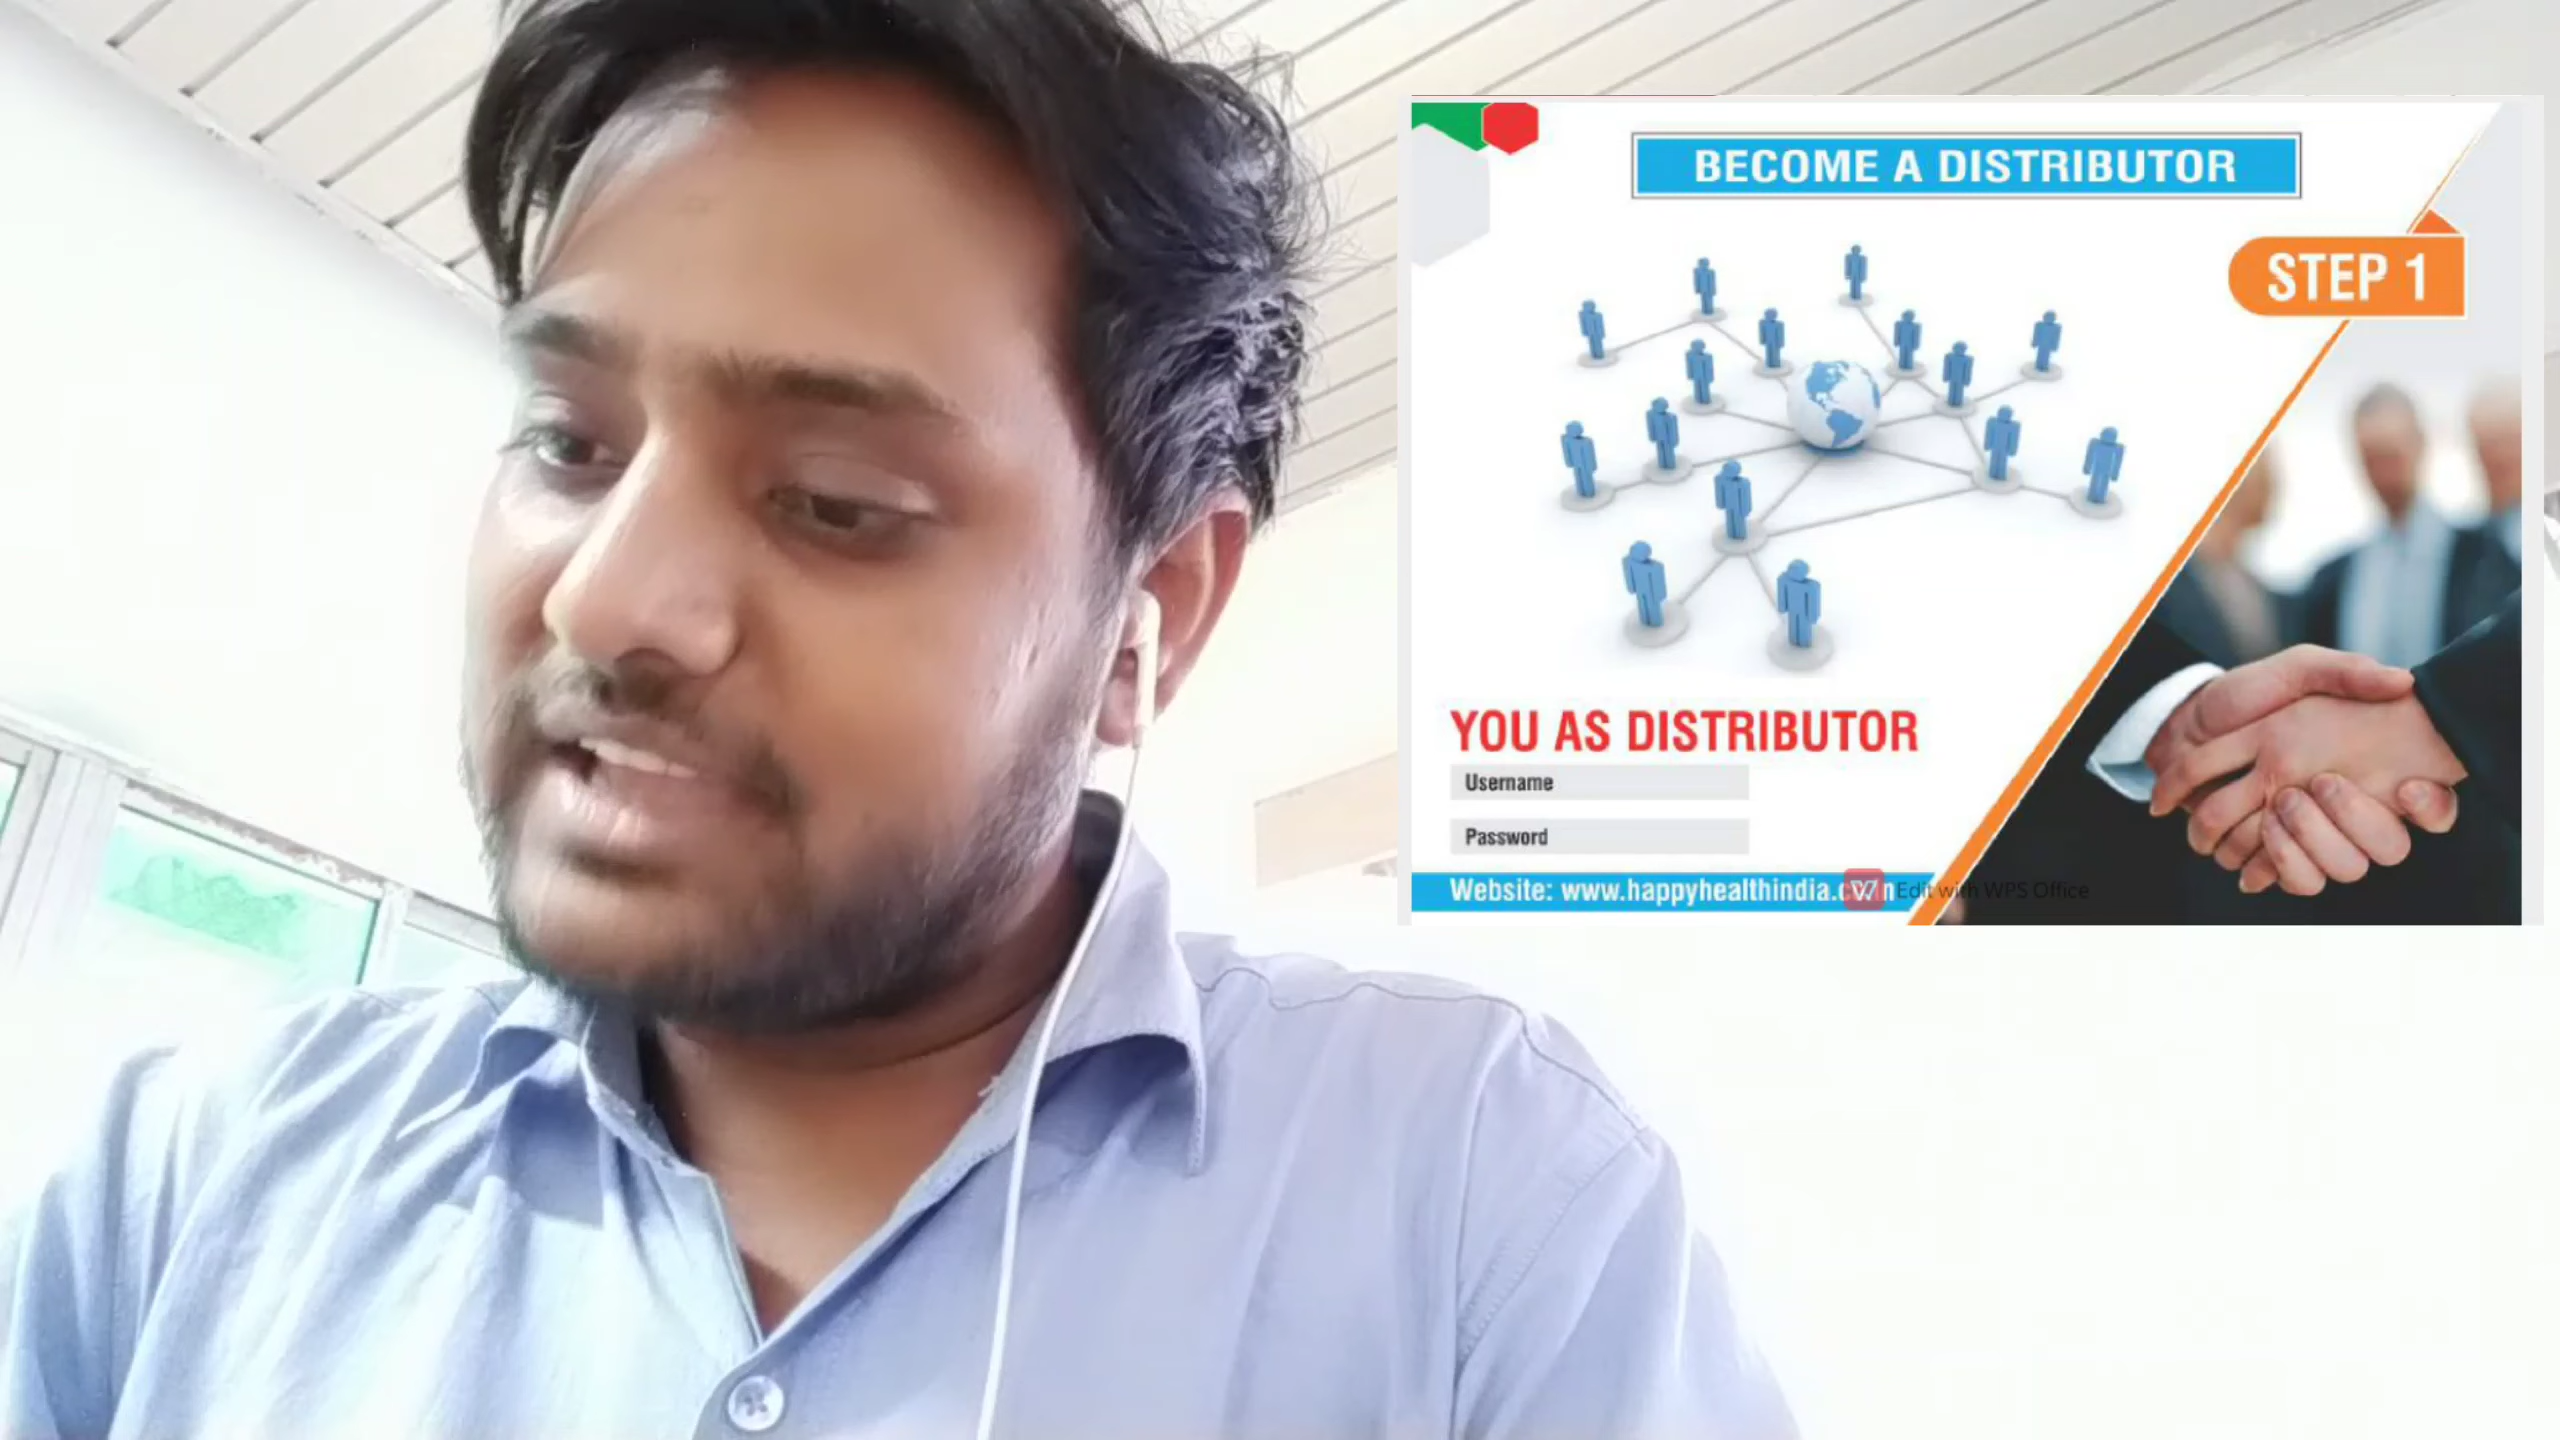 BECOME A DISTRIBUTOR
STEP 1
YOU AS DISTRIBUTOR
Username
Password
Website: www.happyhealthindia.c
Edit with WPS Office